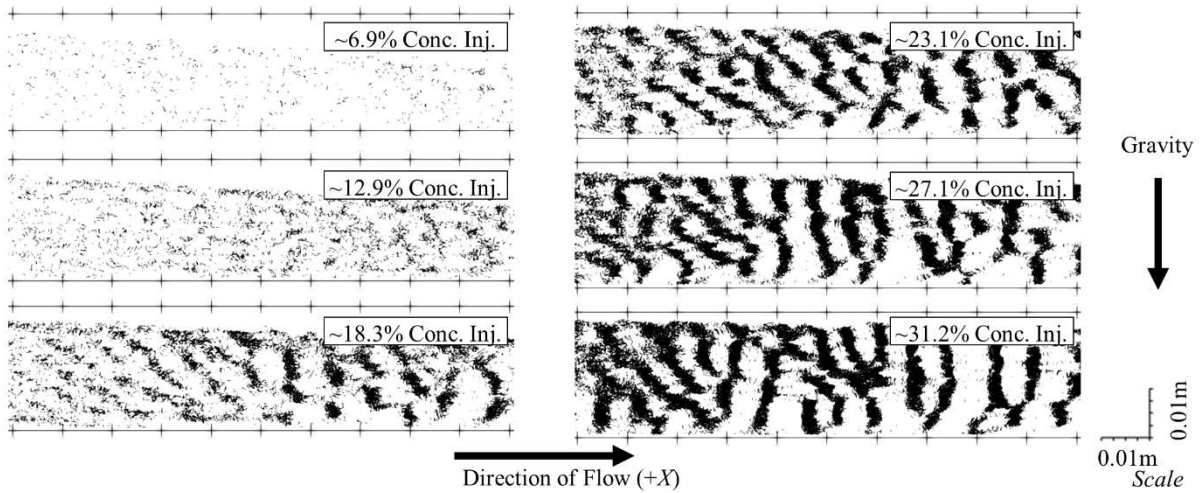 ~6.9% Conc. Inj.
~12.9% Conc. Inj.
~18.3% Conc. Inj.
~23.1% Conc. Inj.
~27.1% Conc. Inj.
~31.2% Conc. Inj.
Gravity
0.01m
0.01m
Scale
Direction of Flow (+X)